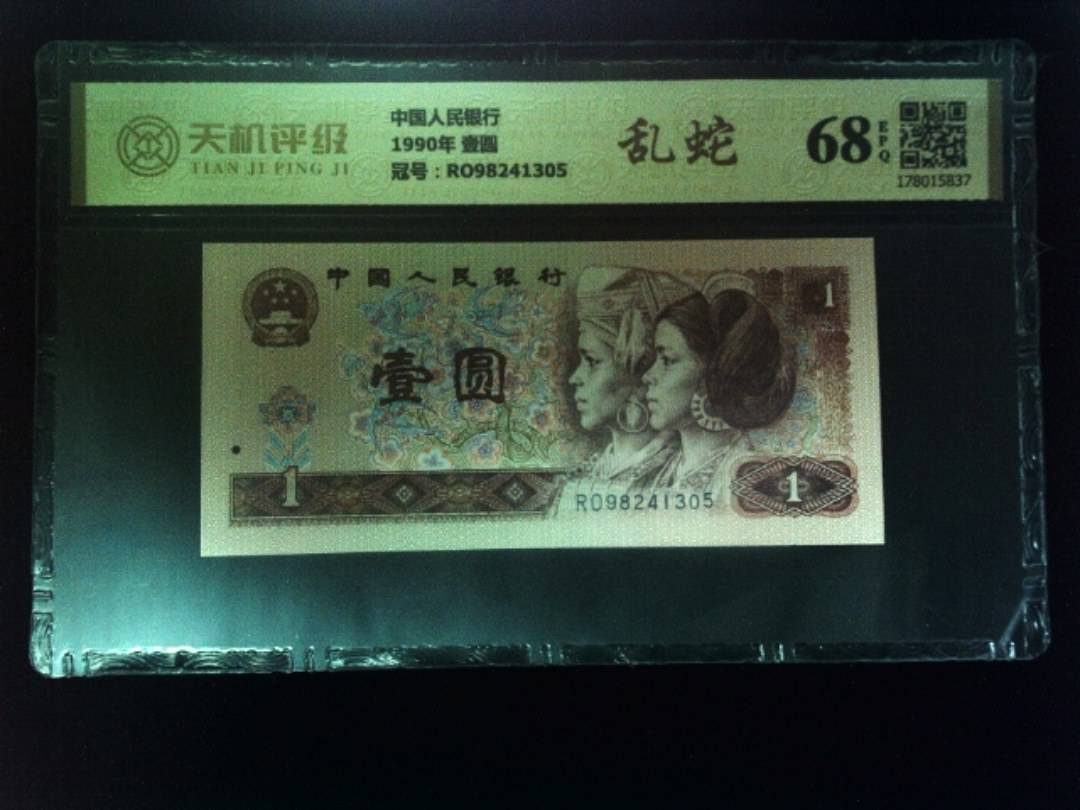 天机评级
TIAN JI PING JI
中国人民银行
1990年 壹圆
冠号：RO98241305
乱蛇
68
EPQ
178015837
中国人民银行
1
壹圆
1
RO98241305
1